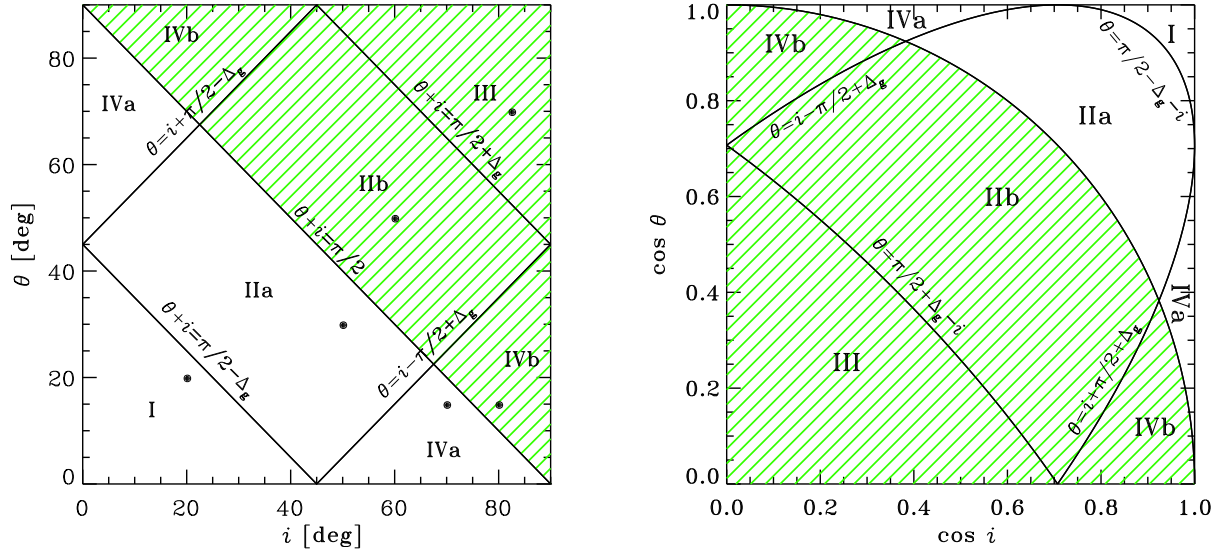 80
60
40
20
0
θ [deg]
0 20 40 60 80
i [deg]
IVb
IVa
θ=i+π/2−Δg
III
θ+i=π/2+Δg
IIb
θ+i=π/2
IIa
θ+i=π/2−Δg
θ=i−π/2+Δg
IVb
I
IVa
1.0
0.8
0.6
0.4
0.2
0.0
cos θ
0.0 0.2 0.4 0.6 0.8 1.0
cos i
IVa
I
IVb
θ=π/2−Δg−i
θ=i−π/2+Δg
IIa
IIb
θ=π/2+Δg−i
IVa
III
θ=i+π/2+Δg
IVb